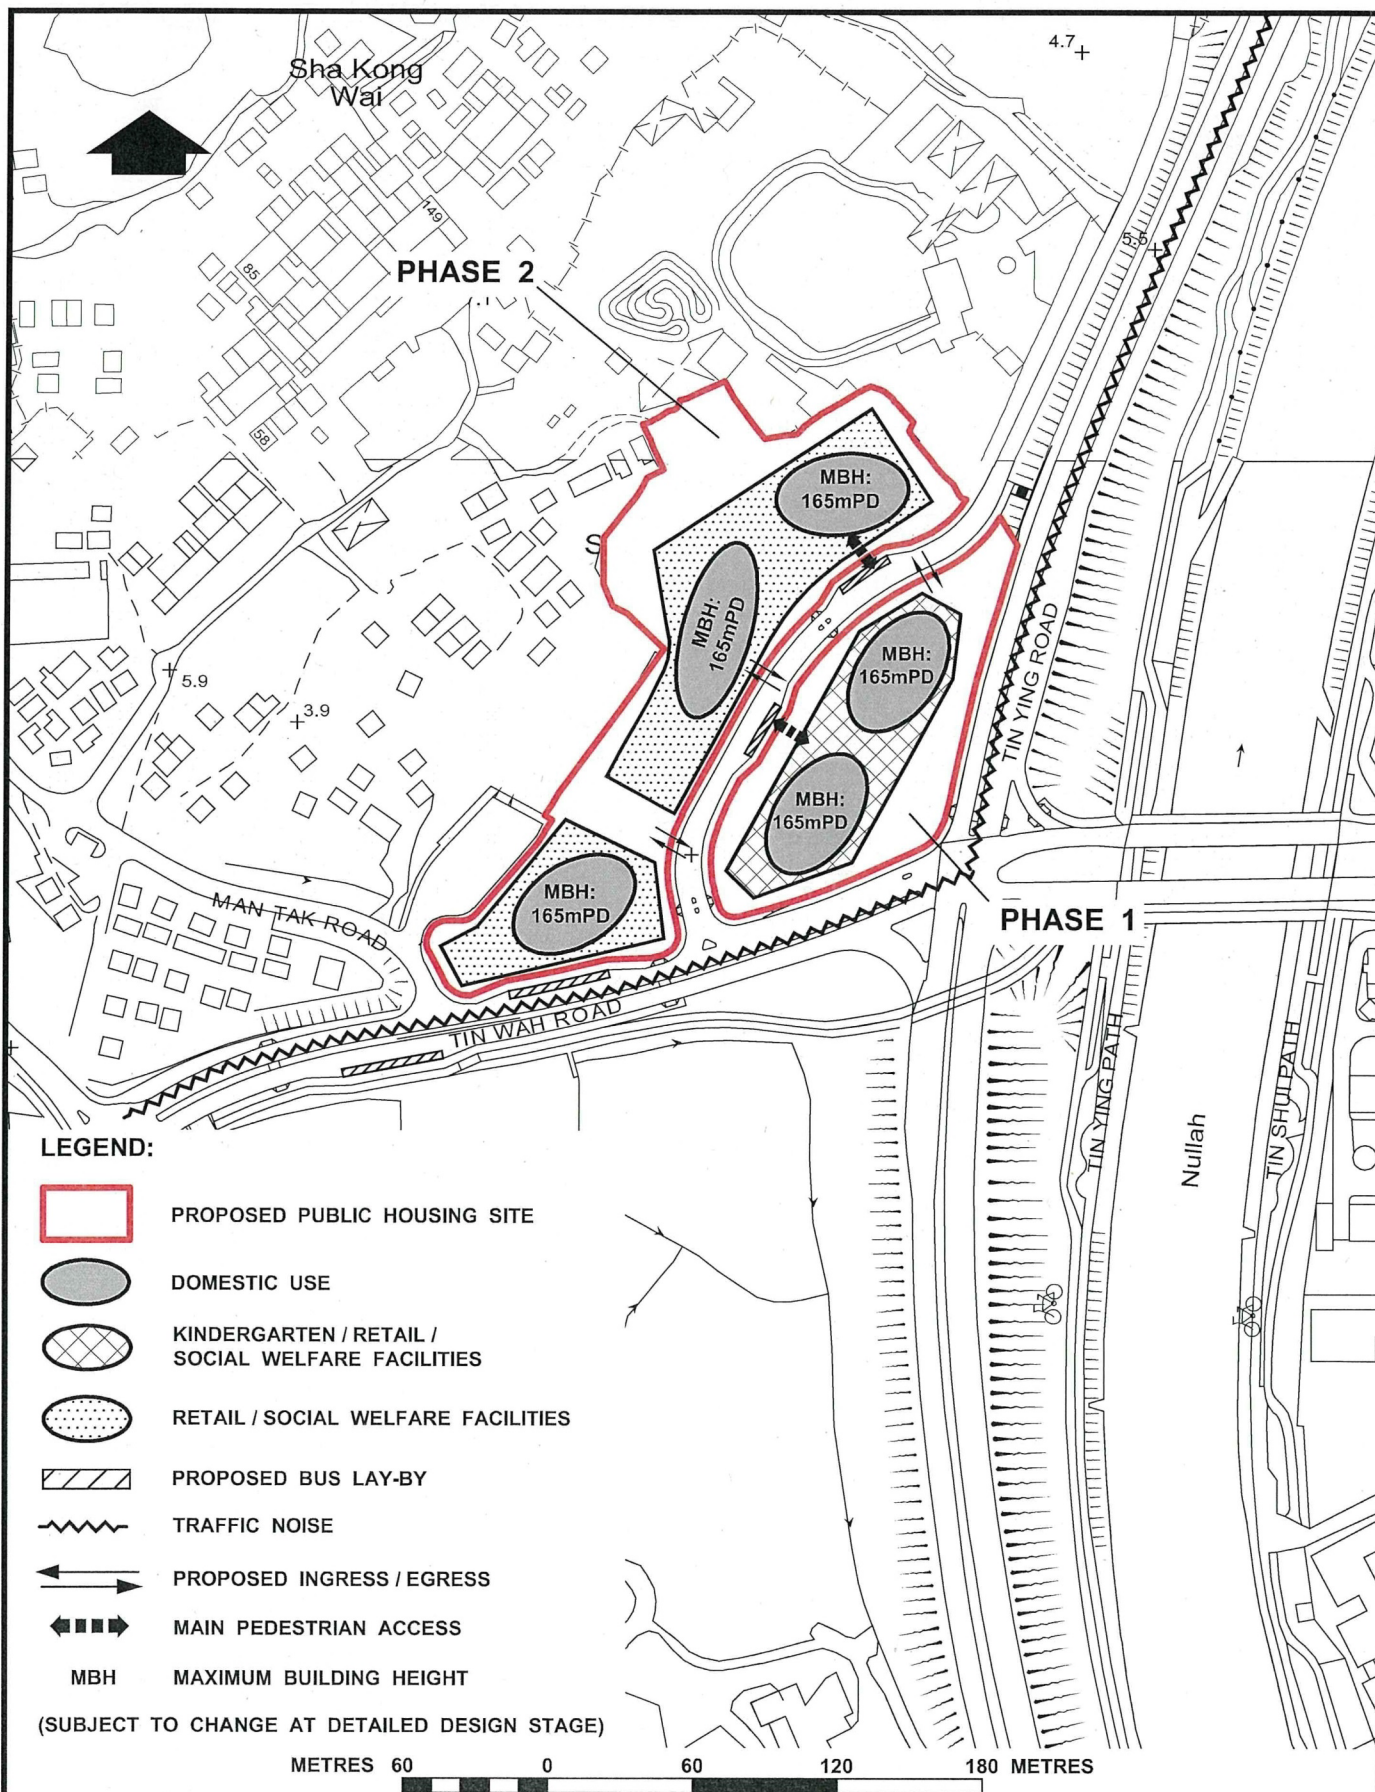 Sha Kong
Wai
4.7
149
5.5
85
PHASE 2
58
S
MBH:
165mPD
MBH:
165mPD
MBH:
165mPD
TIN YING ROAD
5.9
3.9
MBH:
165mPD
MBH:
165mPD
MAN TAK ROAD
PHASE 1
TIN WAH ROAD
TIN YING PATH
Nullah
TIN SHUI PATH
LEGEND:
PROPOSED PUBLIC HOUSING SITE
DOMESTIC USE
KINDERGARTEN / RETAIL /
SOCIAL WELFARE FACILITIES
RETAIL / SOCIAL WELFARE FACILITIES
PROPOSED BUS LAY-BY
TRAFFIC NOISE
PROPOSED INGRESS / EGRESS
MAIN PEDESTRIAN ACCESS
MBH MAXIMUM BUILDING HEIGHT
(SUBJECT TO CHANGE AT DETAILED DESIGN STAGE)
METRES 60 0 60 120 180 METRES